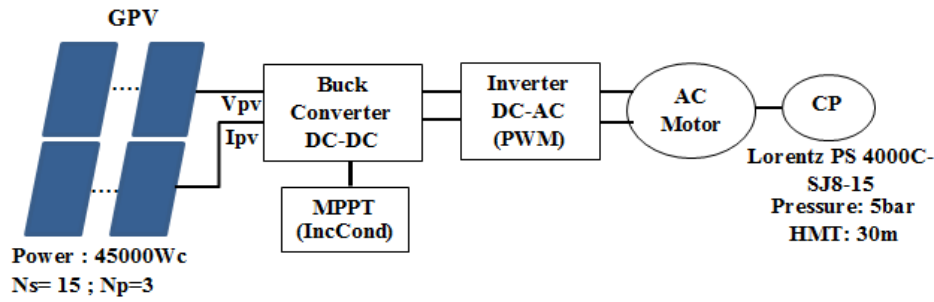 GPV
Vpv
Ipv
Buck
Converter
DC-DC
MPPT
(IncCond)
Inverter
DC-AC
(PWM)
AC
Motor
CP
Lorentz PS 4000C-
SJ8-15
Pressure: 5bar
HMT: 30m
Power : 45000Wc
Ns= 15 ; Np=3